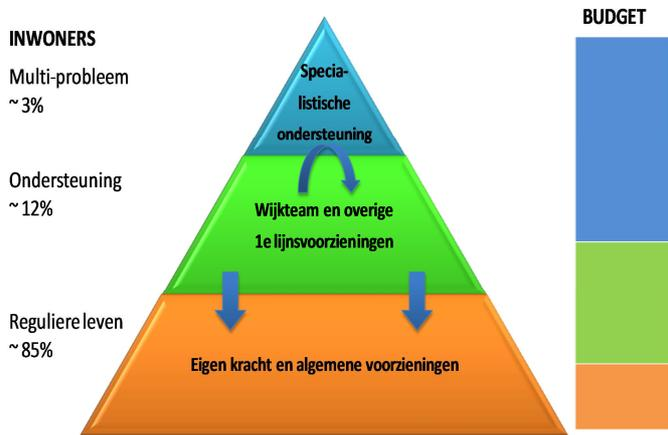 BUDGET
INWONERS
Multi-probleem
~ 3%
Specia-
listische
ondersteuning
Ondersteuning
~ 12%
Wijkteam en overige
1e lijnsvoorzieningen
Reguliere leven
~ 85%
Eigen kracht en algemene voorzieningen